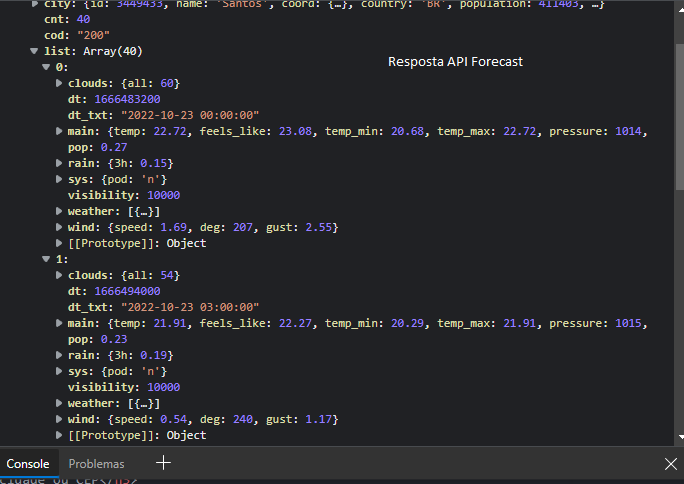 city: {id: 3449433, name: 'Santos', coord: {…}, country: 'BR', population: 411403, …}
cnt: 40
cod: "200"
list: Array(40)
Resposta API Forecast
0:
clouds: {all: 60}
dt: 1666483200
dt_txt: "2022-10-23 00:00:00"
main: {temp: 22.72, feels_like: 23.08, temp_min: 20.68, temp_max: 22.72, pressure: 1014,
pop: 0.27
rain: {3h: 0.15}
sys: {pod: 'n'}
visibility: 10000
weather: [{…}]
wind: {speed: 1.69, deg: 207, gust: 2.55}
[[Prototype]]: Object
1:
clouds: {all: 54}
dt: 1666494000
dt_txt: "2022-10-23 03:00:00"
main: {temp: 21.91, feels_like: 22.27, temp_min: 20.29, temp_max: 21.91, pressure: 1015,
pop: 0.23
rain: {3h: 0.19}
sys: {pod: 'n'}
visibility: 10000
weather: [{…}]
wind: {speed: 0.54, deg: 240, gust: 1.17}
[[Prototype]]: Object
Console Problemas
cidade ou CEP</h5>